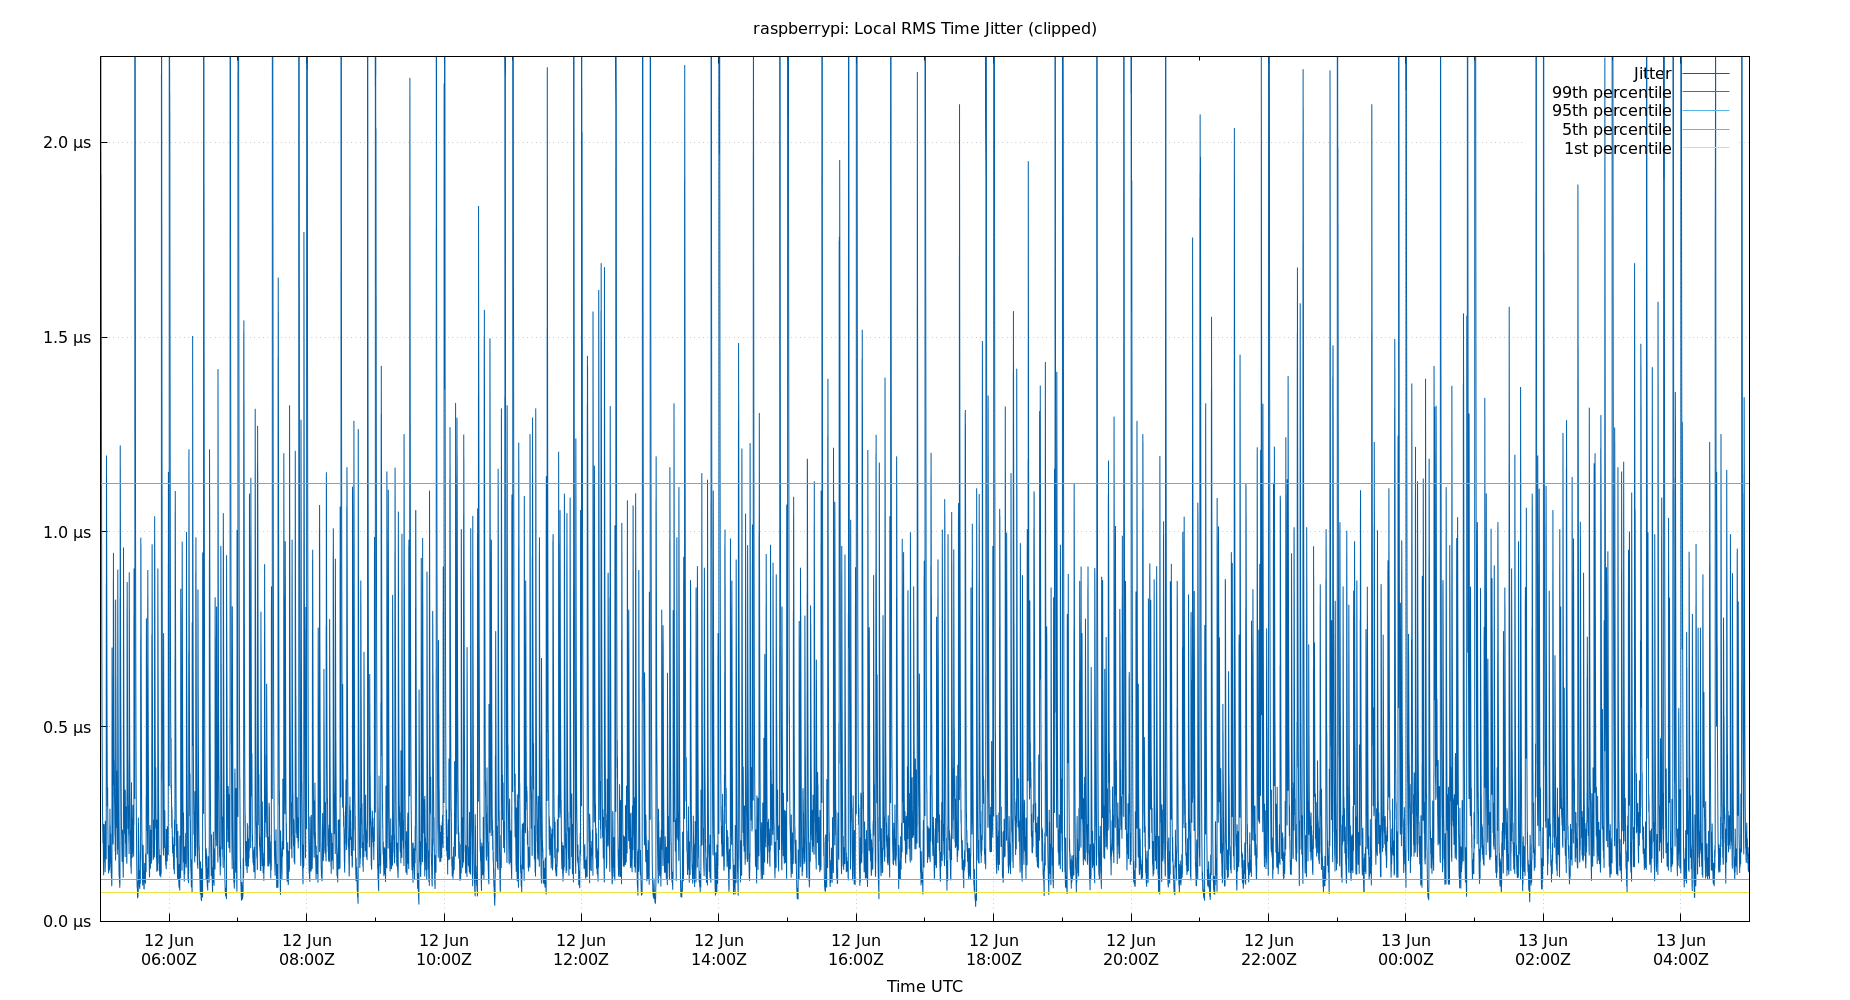 raspberrypi: Local RMS Time Jitter (clipped)
Jitter
99th percentile
95th percentile
5th percentile
1st percentile
2.0 μs
1.5 μs
1.0 μs
0.5 μs
0.0 μs
12 Jun 12 Jun 12 Jun 12 Jun 12 Jun 12 Jun 12 Jun 12 Jun 12 Jun 13 Jun 13 Jun 13 Jun
06:00Z 08:00Z 10:00Z 12:00Z 14:00Z 16:00Z 18:00Z 20:00Z 22:00Z 00:00Z 02:00Z 04:00Z
Time UTC